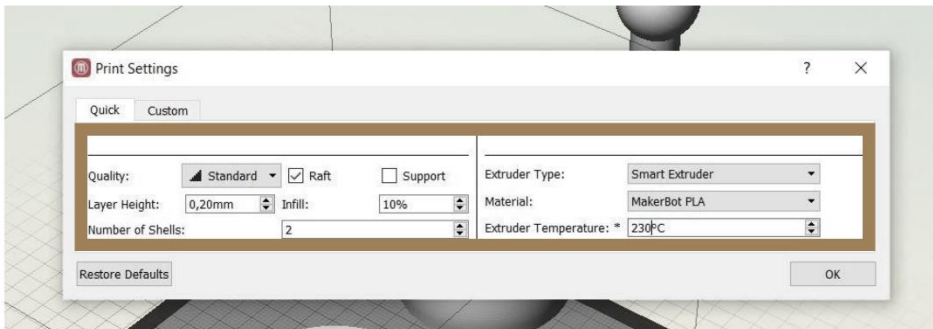 Print Settings ? X
Quick Custom
Quality: Standard Raft Support
Layer Height: 0,20mm Infill: 10%
Number of Shells: 2
Extruder Type: Smart Extruder
Material: MakerBot PLA
Extruder Temperature: * 230°C
Restore Defaults OK